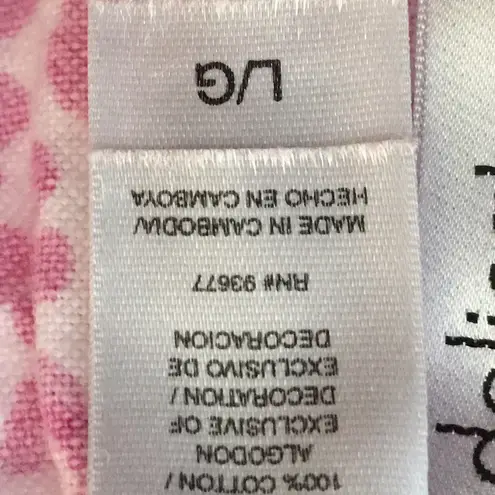 100% COTTON /
ALGODON
EXCLUSIVE OF
DECORATION /
EXCLUSIVO DE
DECORACION
RN# 93677
MADE IN CAMBODIA/
HECHO EN CAMBOYA
L/G